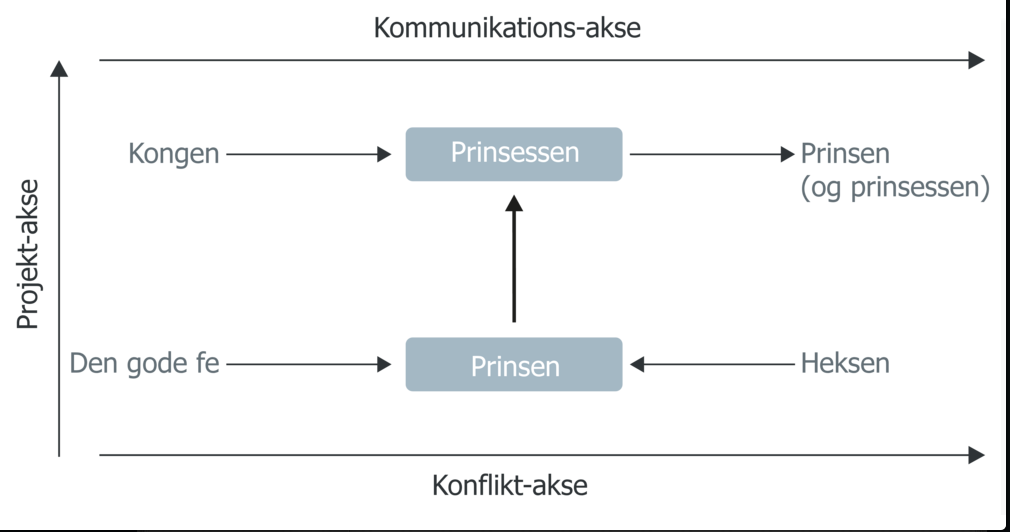 Kommunikations-akse
Projekt-akse
Kongen
Prinsessen
Prinsen
(og prinsessen)
Den gode fe
Prinsen
Heksen
Konflikt-akse